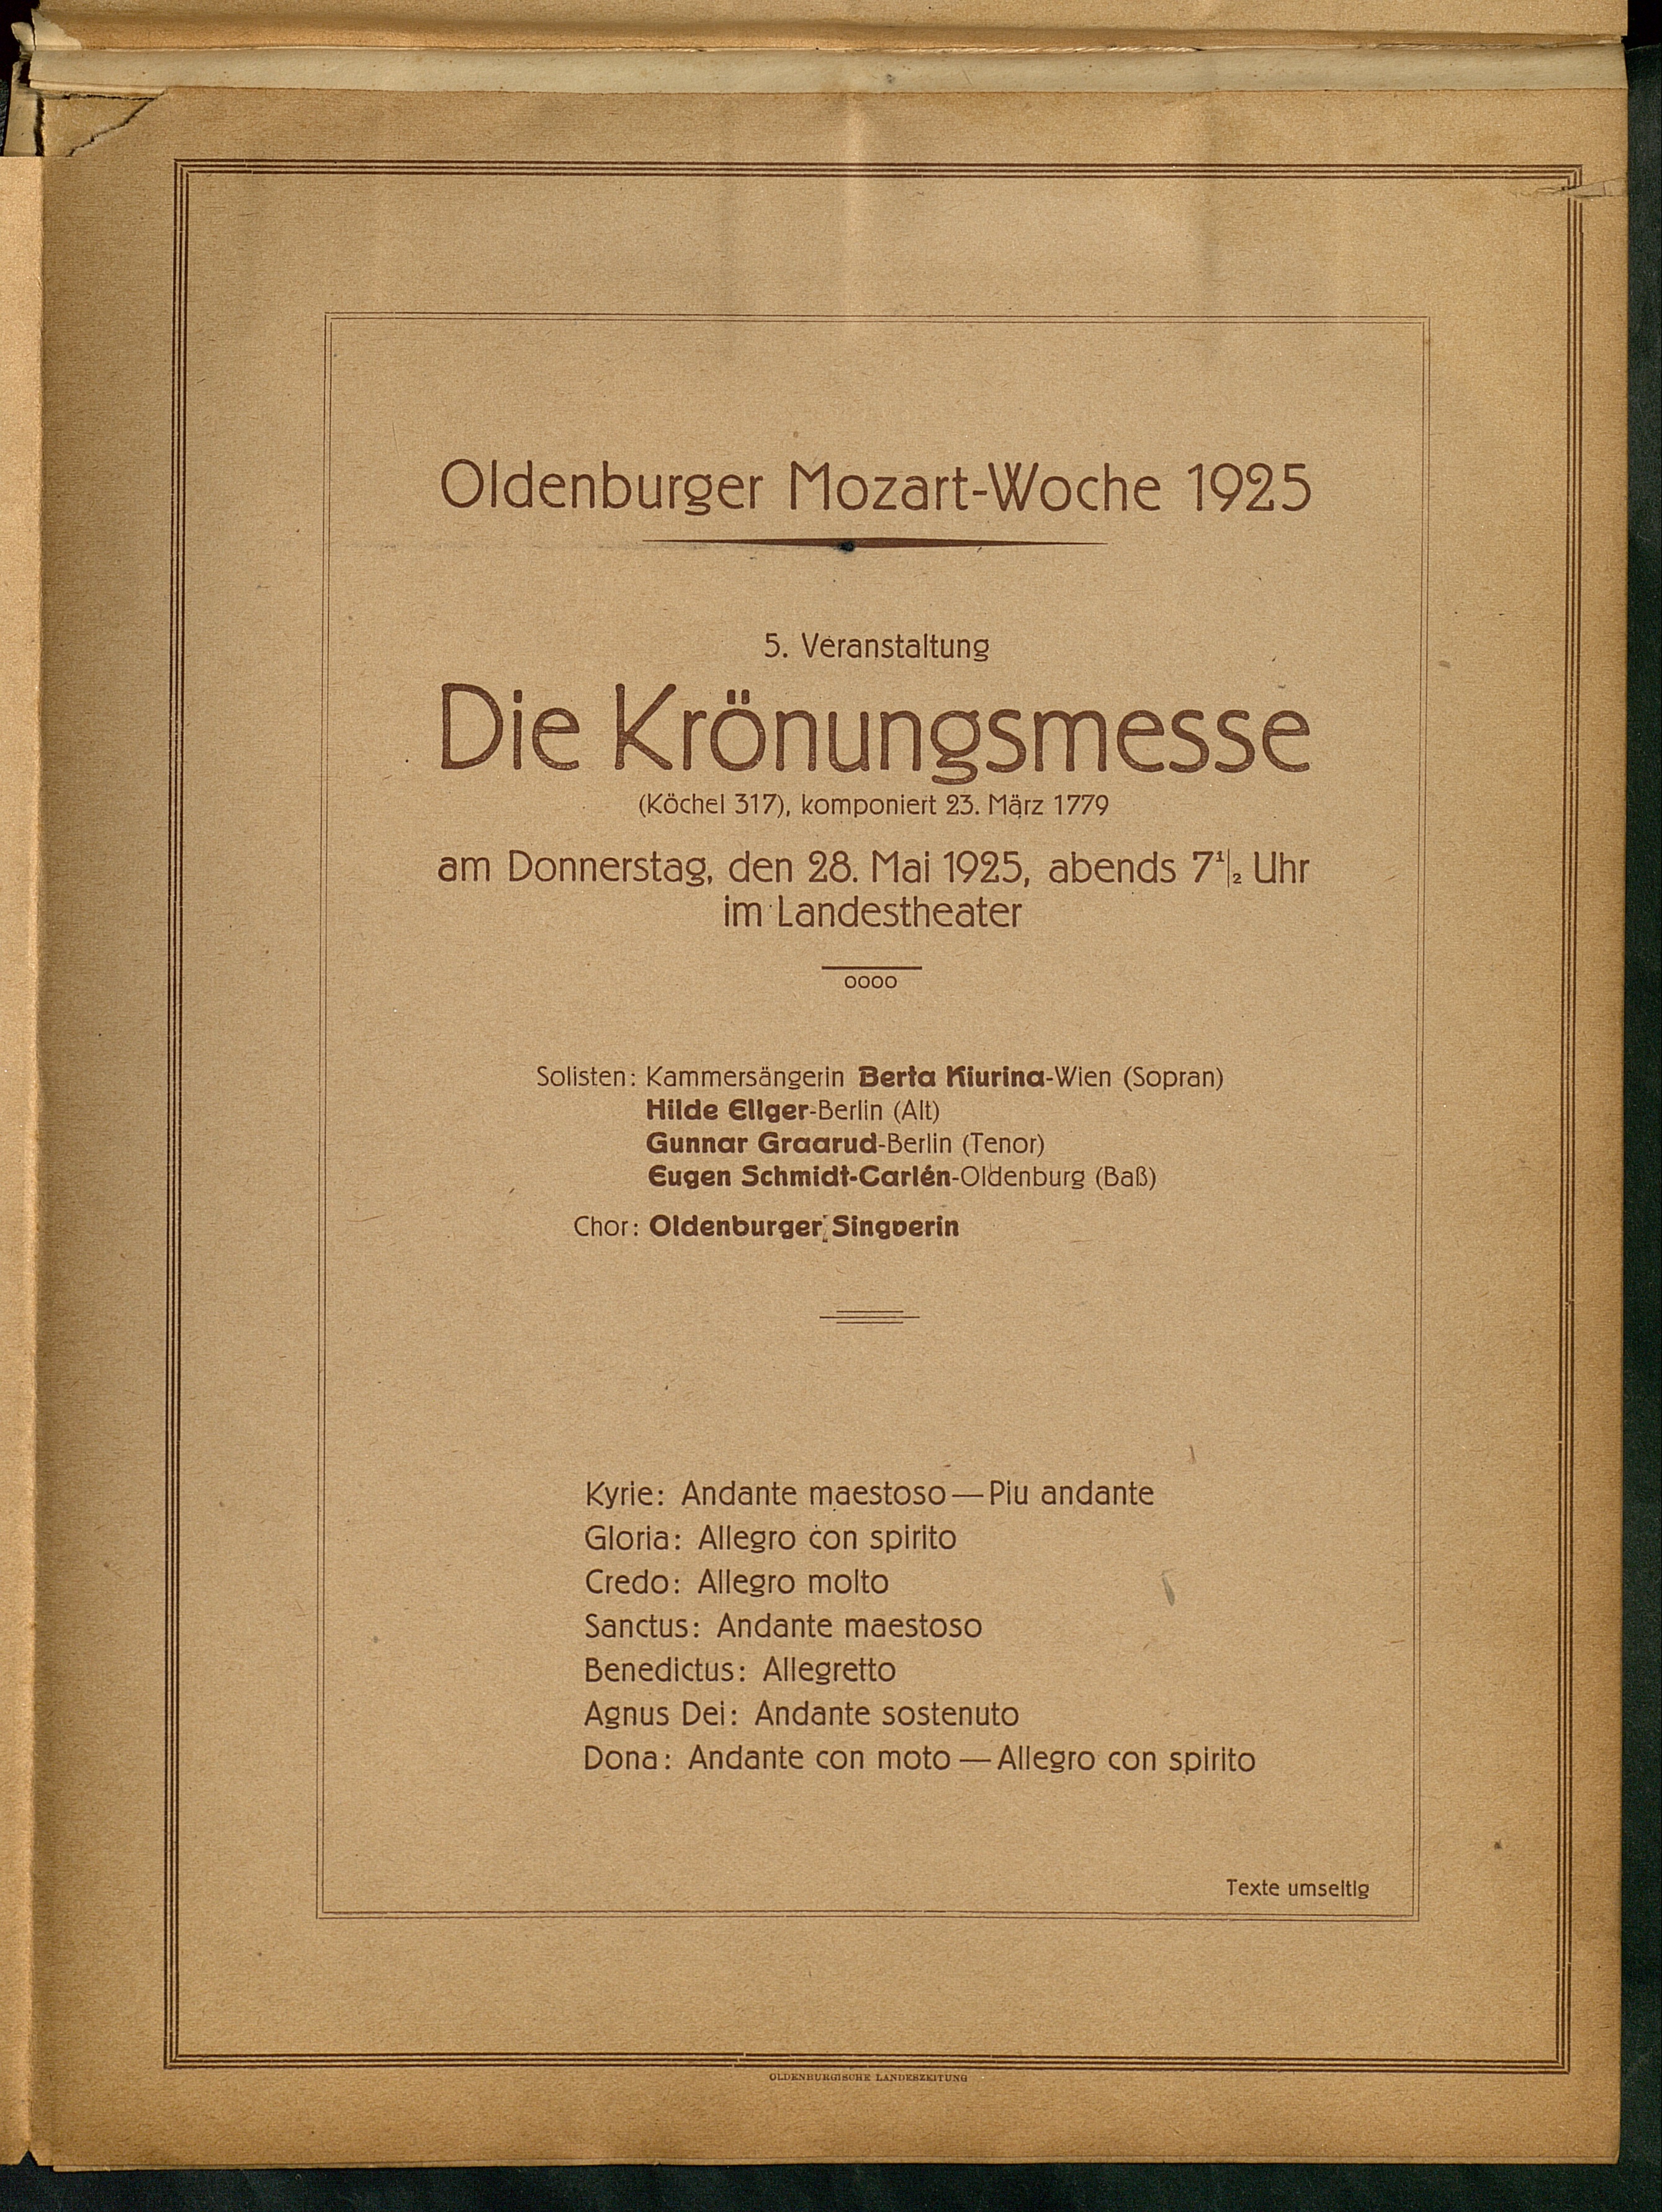 Oldenburger Mozart-Woche 1925
5. Veranstaltung
Die Krönungsmesse
(Köchel 317), komponiert 23. März 1779
am Donnerstag, den 28. Mai 1925, abends 7½ Uhr
im Landestheater
oooo
Solisten: Kammersängerin Berta Kiurina-Wien (Sopran)
Hilde Ellger-Berlin (Alt)
Gunnar Graarud-Berlin (Tenor)
Eugen Schmidt-Carlén-Oldenburg (Baß)
Chor: Oldenburger Singverin
Kyrie: Andante maestoso — Piu andante
Gloria: Allegro con spirito
Credo: Allegro molto
Sanctus: Andante maestoso
Benedictus: Allegretto
Agnus Dei: Andante sostenuto
Dona: Andante con moto — Allegro con spirito
Texte umseitig
OLDENBURGISCHE LANDESZEITUNG